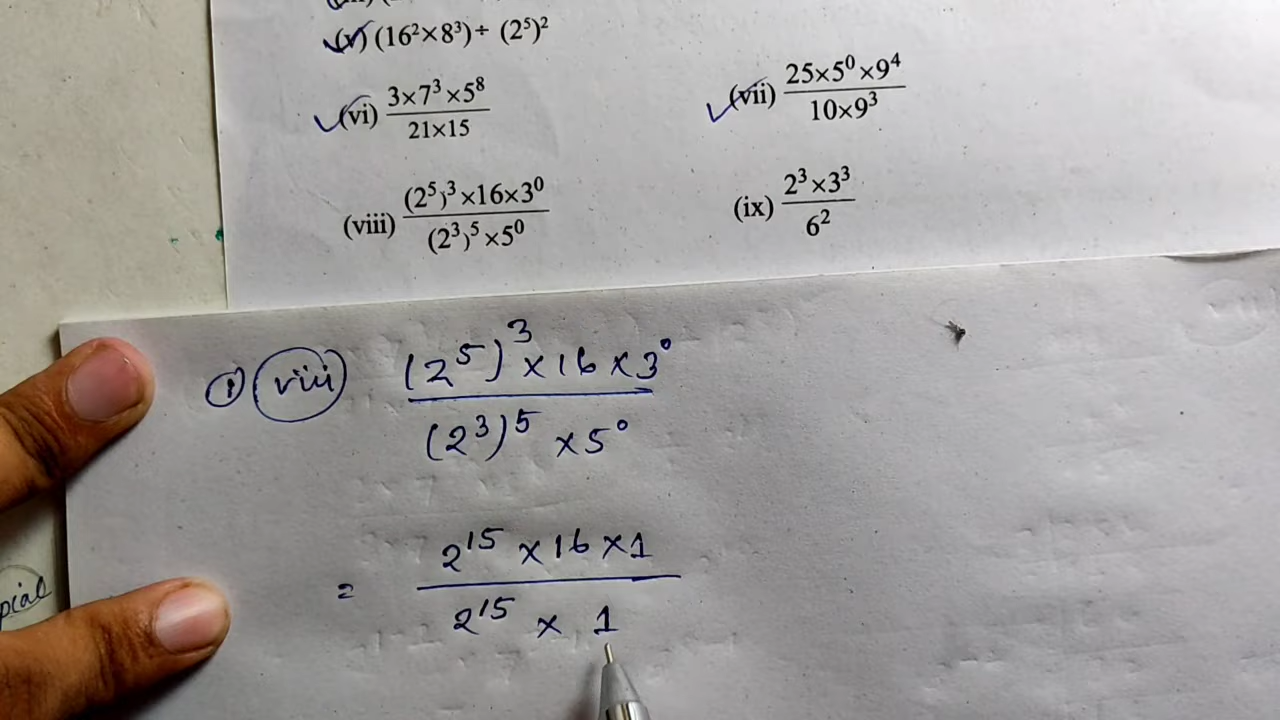 (v) (16²×8³)÷ (2⁵)²
(vi) 3×7³×5⁸ / 21×15
(vii) 25×5⁰×9⁴ / 10×9³
(viii) (2⁵)³×16×3⁰ / (2³)⁵×5⁰
(ix) 2³×3³ / 6²
① (viii) (2⁵)³×16×3⁰ / (2³)⁵×5⁰
= 2¹⁵×16×1 / 2¹⁵×1